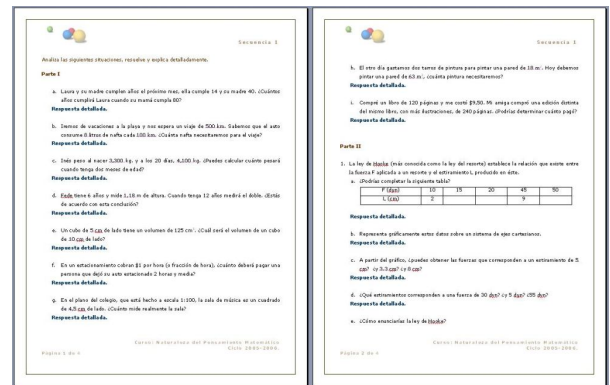 Secuencia I
Analiza las siguientes situaciones, resuelve y explica detalladamente.
Parte I
a. Laura y su madre cumplen años el próximo mes, ella cumple 14 y su madre 40. ¿Cuántos
años cumplirá Laura cuando su mamá cumpla 80?
Respuesta detallada.
b. Iremos de vacaciones a la playa y nos espera un viaje de 500 km. Sabemos que el auto
consume 8 litros de nafta cada 100 km. ¿Cuánta nafta necesitaremos para el viaje?
Respuesta detallada.
c. Inés pesa al nacer 3,300 kg. y a los 20 días, 4,100 kg. ¿Puedes calcular cuánto pesará
cuando tenga dos meses de edad?
Respuesta detallada.
d. Fede tiene 6 años y mide 1,18 m de altura. Cuando tenga 12 años medirá el doble. ¿Estás
de acuerdo con esta conclusión?
Respuesta detallada.
e. Un cubo de 5 cm de lado tiene un volumen de 125 cm³. ¿Cuál será el volumen de un cubo
de 10 cm de lado?
Respuesta detallada.
f. En un estacionamiento cobran $1 por hora (o fracción de hora), ¿cuánto deberá pagar una
persona que dejó su auto estacionado 2 horas y media?
Respuesta detallada.
g. En el plano del colegio, que está hecho a escala 1:100, la sala de música es un cuadrado
de 4,5 cm de lado. ¿Cuánto mide realmente la sala?
Respuesta detallada.
Curso: Naturaleza del Pensamiento Matemático
Ciclo 2005-2006.
Página 1 de 4
Secuencia I
h. El otro día gastamos dos tarros de pintura para pintar una pared de 18 m². Hoy debemos
pintar una pared de 63 m², ¿cuánta pintura necesitaremos?
Respuesta detallada.
i. Compré un libro de 120 páginas y me costó $9,50. Mi amiga compró una edición distinta
del mismo libro, con más ilustraciones, de 240 páginas. ¿Podrías determinar cuánto pagó?
Respuesta detallada.
Parte II
1. La ley de Hooke (más conocida como la ley del resorte) establece la relación que existe entre
la fuerza F aplicada a un resorte y el estiramiento L producido en éste.
a. ¿Podrías completar la siguiente tabla?
F (dyn) 10 15 20 45 50
L (cm) 2 9
Respuesta detallada.
b. Representa gráficamente estos datos sobre un sistema de ejes cartesianos.
Respuesta detallada.
c. A partir del gráfico, ¿puedes obtener las fuerzas que corresponden a un estiramiento de 5
cm? ¿y 3,3 cm? ¿y 8 cm?
Respuesta detallada.
d. ¿Qué estiramientos corresponden a una fuerza de 30 dyn? ¿y 5 dyn? ¿55 dyn?
Respuesta detallada.
e. ¿Cómo enunciarías la ley de Hooke?
Curso: Naturaleza del Pensamiento Matemático
Ciclo 2005-2006.
Página 2 de 4